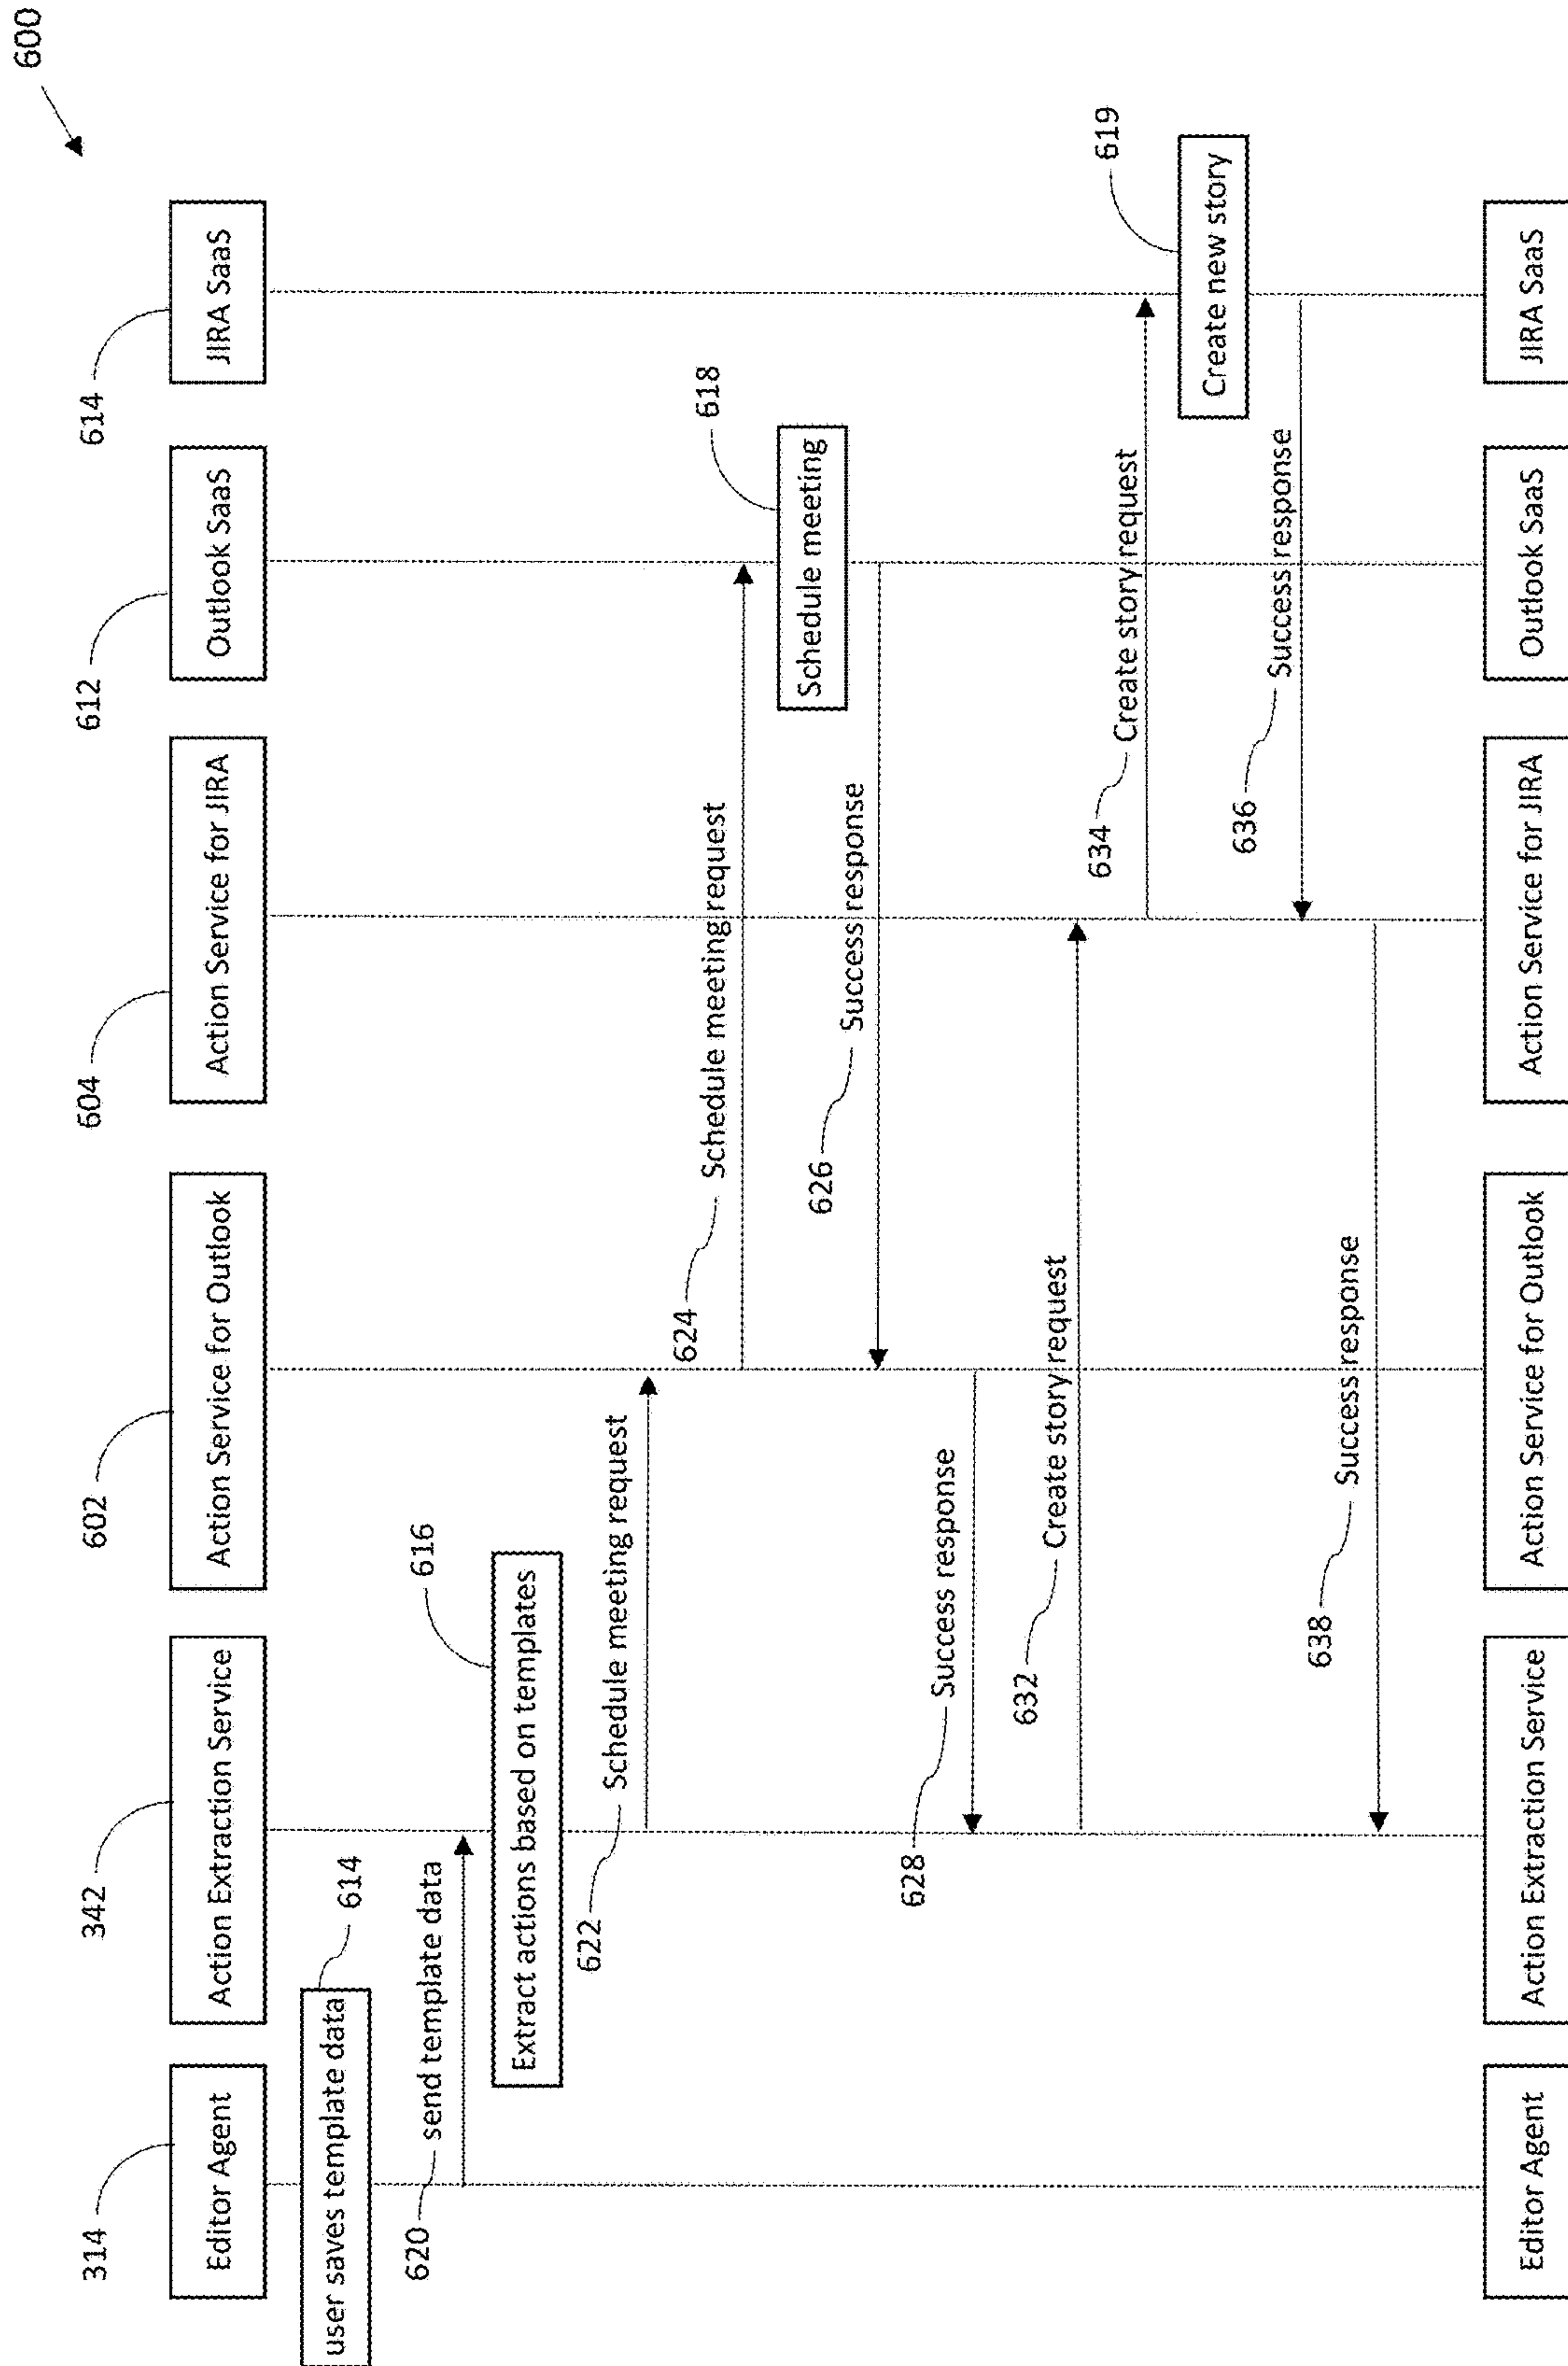 600
314
342
602
604
612
614
Editor Agent
Action Extraction Service
Action Service for Outlook
Action Service for JIRA
Outlook SaaS
JIRA SaaS
user saves template data
614
620
send template data
Extract actions based on templates
616
622
Schedule meeting request
624
Schedule meeting request
Schedule meeting
618
626
Success response
628
Success response
632
Create story request
634
Create story request
Create new story
619
636
Success response
638
Success response
Editor Agent
Action Extraction Service
Action Service for Outlook
Action Service for JIRA
Outlook SaaS
JIRA SaaS